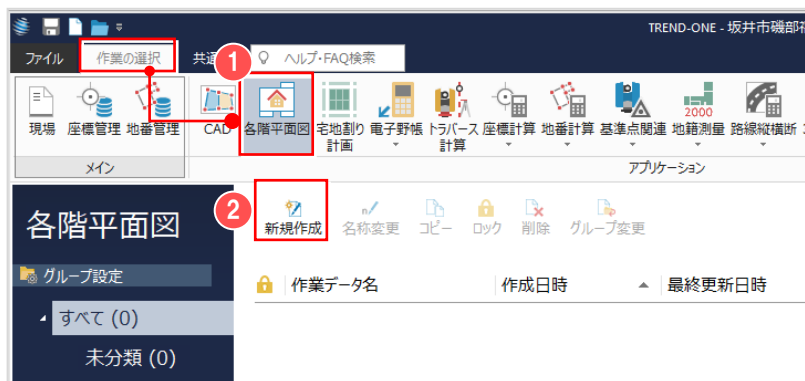 TREND-ONE - 坂井市磯部
ファイル 作業の選択 共通 ヘルプ・FAQ検索
1
現場 座標管理 地番管理 CAD 各階平面図 宅地割り計画 電子野帳 トラバース計算 座標計算 地番計算 基準点関連 地籍測量 路線縦横断
2000
メイン アプリケーション
各階平面図
2
新規作成 名称変更 コピー ロック 削除 グループ変更
グループ設定
作業データ名 作成日時 最終更新日時
すべて (0)
未分類 (0)